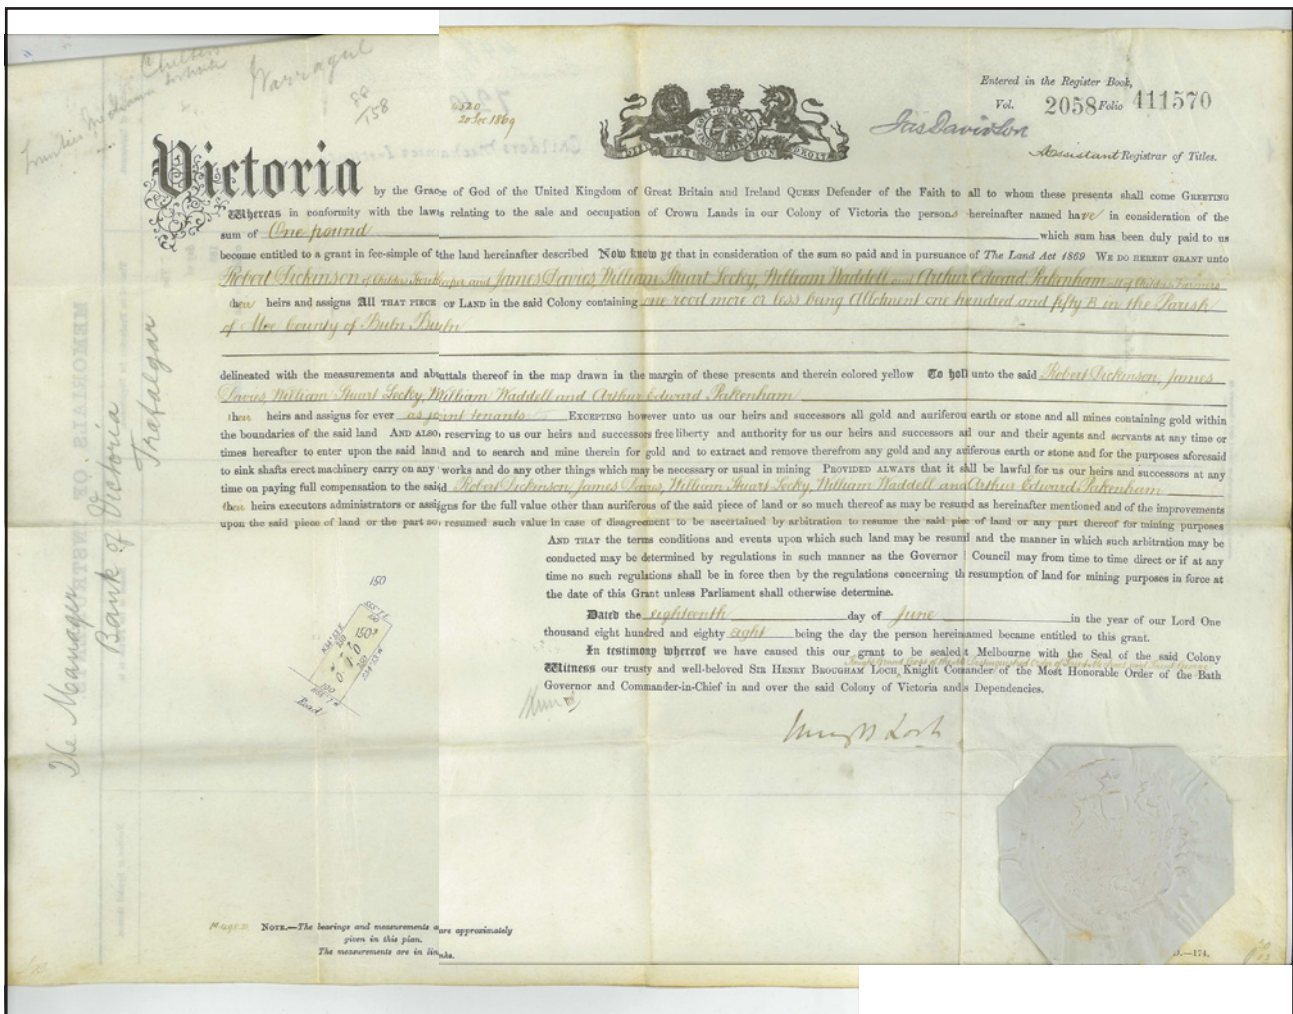 Warragul
88/158
4520
20 Dec 1869
Entered in the Register Book,
Vol. 2058 Folio 411570
Jas Davidson
Assistant Registrar of Titles.
DIEU ET MON DROIT
Victoria by the Grace of God of the United Kingdom of Great Britain and Ireland QUEEN Defender of the Faith to all to whom these presents shall come GREETING
Whereas in conformity with the laws relating to the sale and occupation of Crown Lands in our Colony of Victoria the persons hereinafter named have in consideration of the
sum of One pound which sum has been duly paid to us
become entitled to a grant in fee-simple of the land hereinafter described Now know ye that in consideration of the sum so paid and in pursuance of The Land Act 1869 WE DO HEREBY GRANT unto
Robert Dickinson of Childers Storekeeper and James Davies, William Stuart Lecky, William Waddell and Arthur Edward Pakenham all of Childers Farmers
their heirs and assigns All THAT PIECE OF LAND in the said Colony containing one rood more or less being Allotment one hundred and fifty B in the Parish
of Moe County of Buln Buln
delineated with the measurements and abuttals thereof in the map drawn in the margin of these presents and therein colored yellow To hold unto the said Robert Dickinson, James
Davies, William Stuart Lecky, William Waddell and Arthur Edward Pakenham
their heirs and assigns for ever as joint tenants EXCEPTING however unto us our heirs and successors all gold and auriferou earth or stone and all mines containing gold within
the boundaries of the said land AND ALSO reserving to us our heirs and successors free liberty and authority for us our heirs and successors and our and their agents and servants at any time or
times hereafter to enter upon the said land and to search and mine therein for gold and to extract and remove therefrom any gold and any auriferous earth or stone and for the purposes aforesaid
to sink shafts erect machinery carry on any works and do any other things which may be necessary or usual in mining PROVIDED ALWAYS that it shall be lawful for us our heirs and successors at any
time on paying full compensation to the said Robert Dickinson, James Davies, William Stuart Lecky, William Waddell and Arthur Edward Pakenham
their heirs executors administrators or assigns for the full value other than auriferous of the said piece of land or so much thereof as may be resumed as hereinafter mentioned and of the improvements
upon the said piece of land or the part so resumed such value in case of disagreement to be ascertained by arbitration to resume the said piece of land or any part thereof for mining purposes
AND THAT the terms conditions and events upon which such land may be resumed and the manner in which such arbitration may be
conducted may be determined by regulations in such manner as the Governor Council may from time to time direct or if at any
time no such regulations shall be in force then by the regulations concerning the resumption of land for mining purposes in force at
the date of this Grant unless Parliament shall otherwise determine.
Dated the eighteenth day of June in the year of our Lord One
thousand eight hundred and eighty eight being the day the person hereinnamed became entitled to this grant.
In testimony whereof we have caused this our grant to be sealed at Melbourne with the Seal of the said Colony
Witness our trusty and well-beloved SIR HENRY BROUGHAM LOCH Knight Commander of the Most Honorable Order of the Bath
Governor and Commander-in-Chief in and over the said Colony of Victoria and its Dependencies.
Henry B Loch
150
150B
Road
The Manager
Bank of Victoria
Trafalgar
MEMORIALS OF INSTRUMENTS
NOTE.—The bearings and measurements are approximately
given in this plan.
The measurements are in links.
—174.